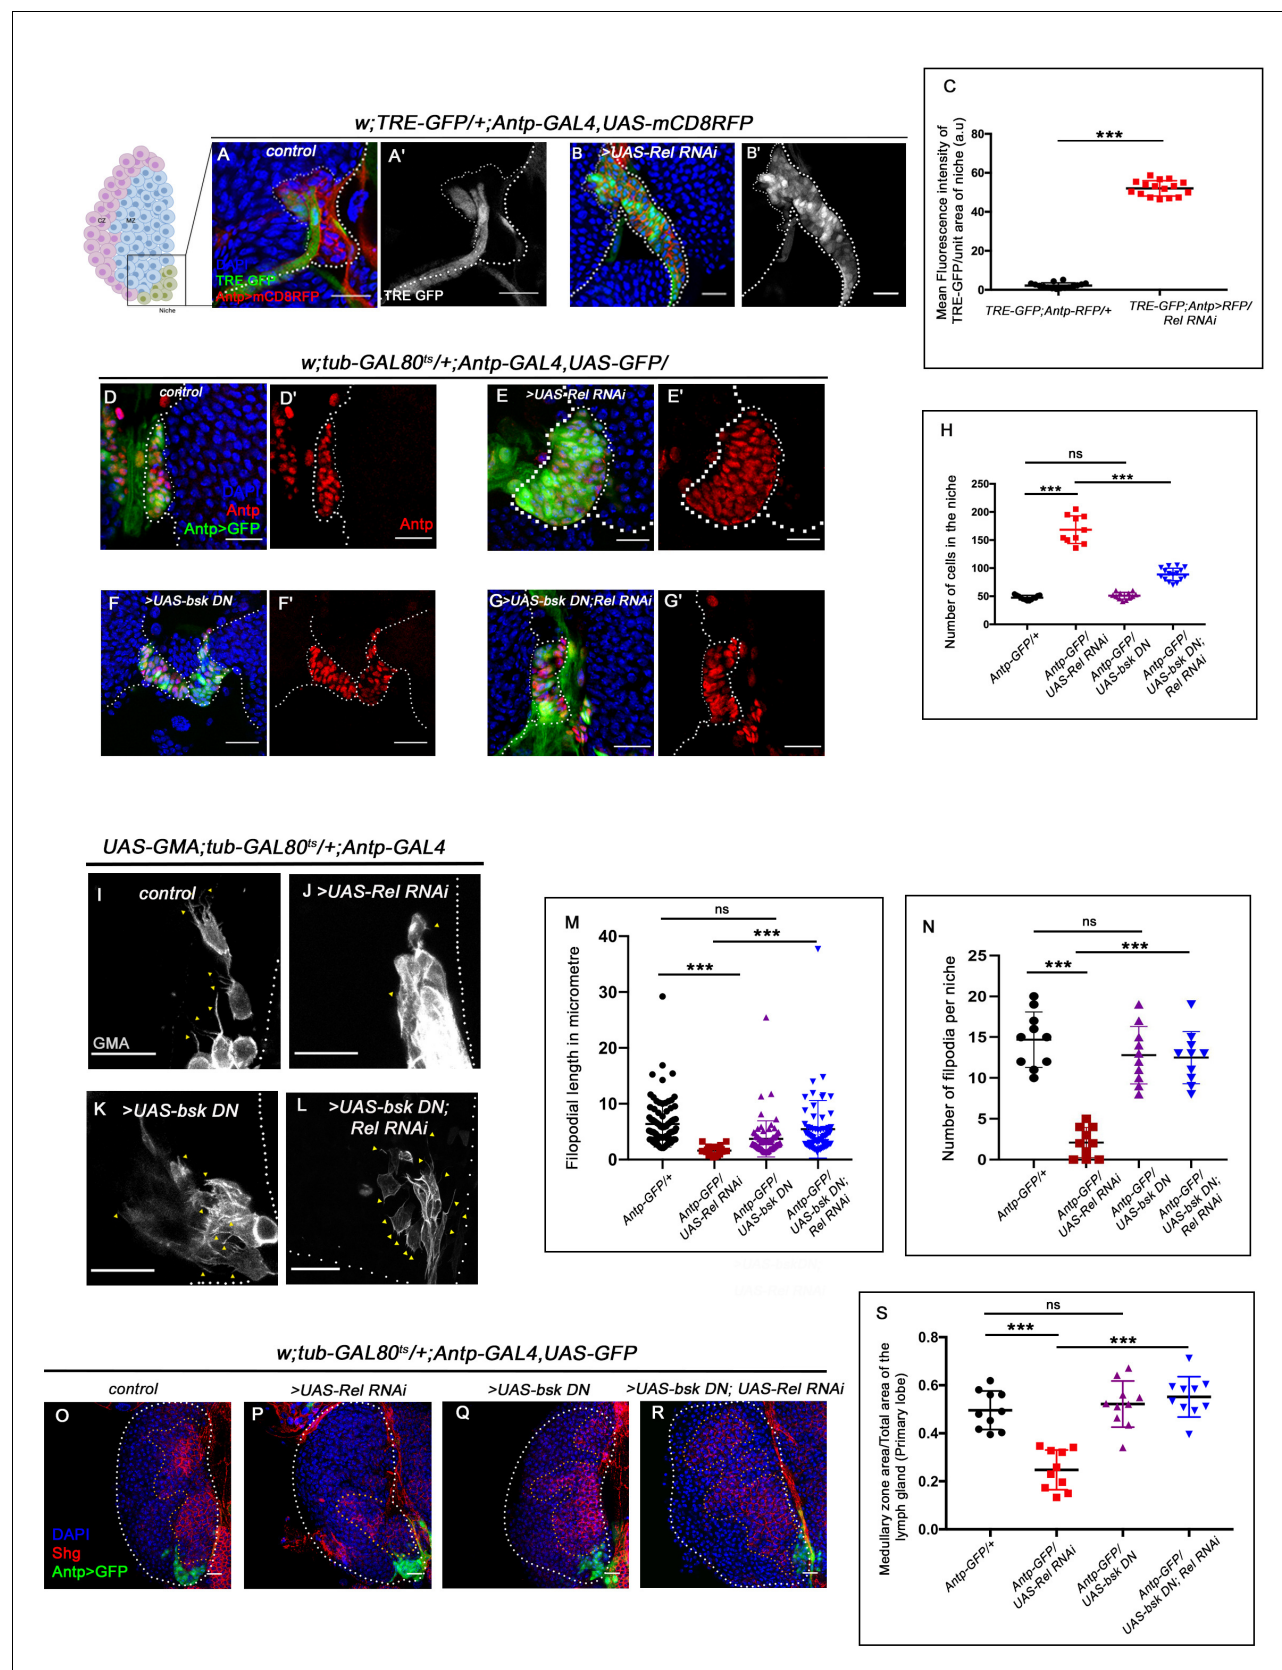 w;TRE-GFP/+;Antp-GAL4,UAS-mCD8RFP
CZ
MZ
Niche
A
control
DAPI
TRE GFP
Antp>mCD8RFP
A'
TRE GFP
B
>UAS-Rel RNAi
B'
C
Mean Fluorescence intensity of
TRE-GFP/unit area of niche (a.u)
80
60
40
20
0
***
TRE-GFP;Antp-RFP/+
TRE-GFP;Antp>RFP/
Rel RNAi
w;tub-GAL80ts/+;Antp-GAL4,UAS-GFP/
D
control
DAPI
Antp
Antp>GFP
D'
Antp
E
>UAS-Rel RNAi
E'
F
>UAS-bsk DN
F'
G
>UAS-bsk DN;Rel RNAi
G'
H
Number of cells in the niche
250
200
150
100
50
0
ns
***
***
Antp-GFP/+
Antp-GFP/
UAS-Rel RNAi
Antp-GFP/
UAS-bsk DN
Antp-GFP/
UAS-bsk DN;
Rel RNAi
UAS-GMA;tub-GAL80ts/+;Antp-GAL4
I
control
GMA
J
>UAS-Rel RNAi
K
>UAS-bsk DN
L
>UAS-bsk DN;
Rel RNAi
M
Filopodial length in micrometre
40
30
20
10
0
ns
***
***
Antp-GFP/+
Antp-GFP/
UAS-Rel RNAi
Antp-GFP/
UAS-bsk DN
Antp-GFP/
UAS-bsk DN;
Rel RNAi
N
Number of filpodia per niche
25
20
15
10
5
0
ns
***
***
Antp-GFP/+
Antp-GFP/
UAS-Rel RNAi
Antp-GFP/
UAS-bsk DN
Antp-GFP/
UAS-bsk DN;
Rel RNAi
w;tub-GAL80ts/+;Antp-GAL4,UAS-GFP
control
>UAS-Rel RNAi
>UAS-bsk DN
>UAS-bsk DN; UAS-Rel RNAi
O
DAPI
Shg
Antp>GFP
P
Q
R
S
Medullary zone area/Total area of the
lymph gland (Primary lobe)
0.8
0.6
0.4
0.2
0.0
ns
***
***
Antp-GFP/+
Antp-GFP/
UAS-Rel RNAi
Antp-GFP/
UAS-bsk DN
Antp-GFP/
UAS-bsk DN; Rel RNAi